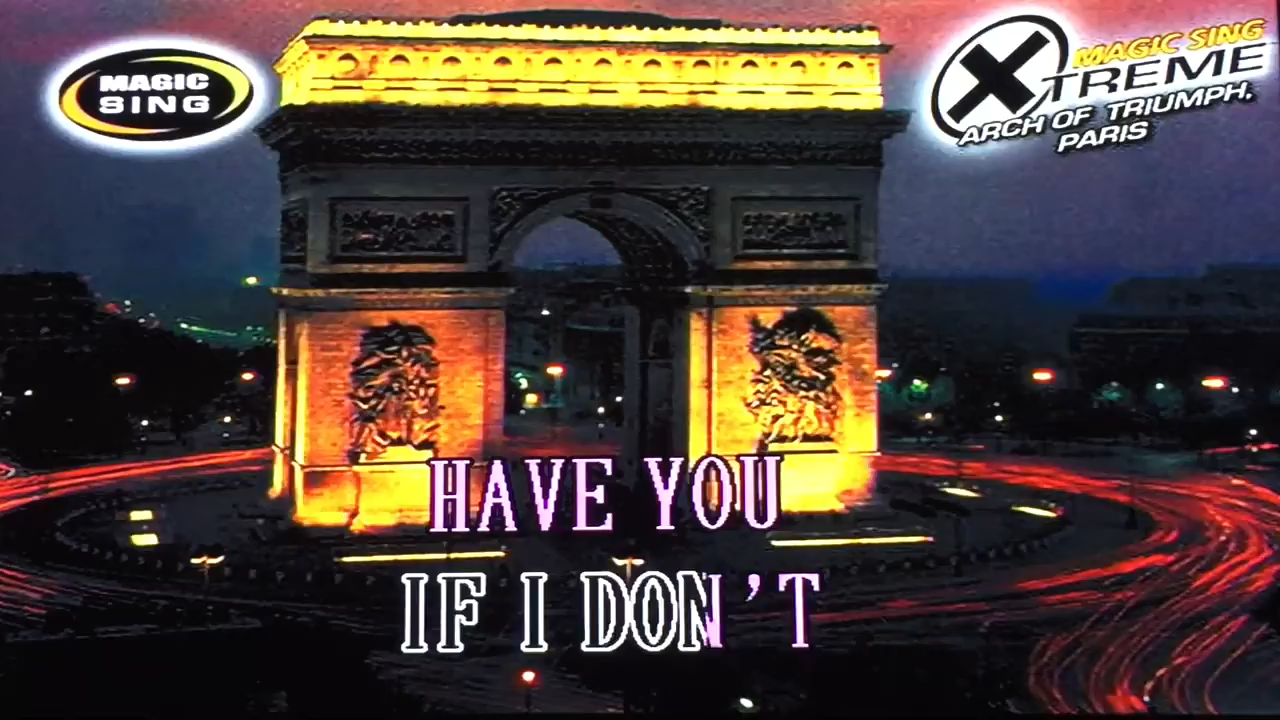 MAGIC
SING
MAGIC SING
XTREME
ARCH OF TRIUMPH,
PARIS
HAVE YOU
IF I DON'T